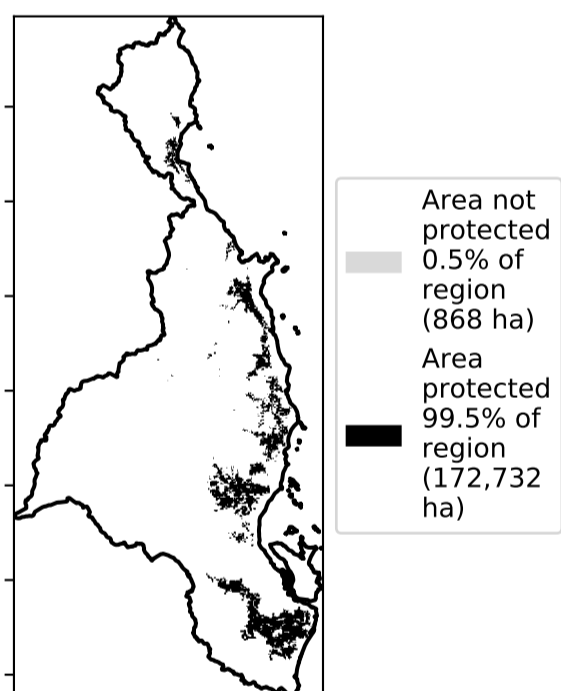 Area not
protected
0.5% of
region
(868 ha)
Area
protected
99.5% of
region
(172,732
ha)